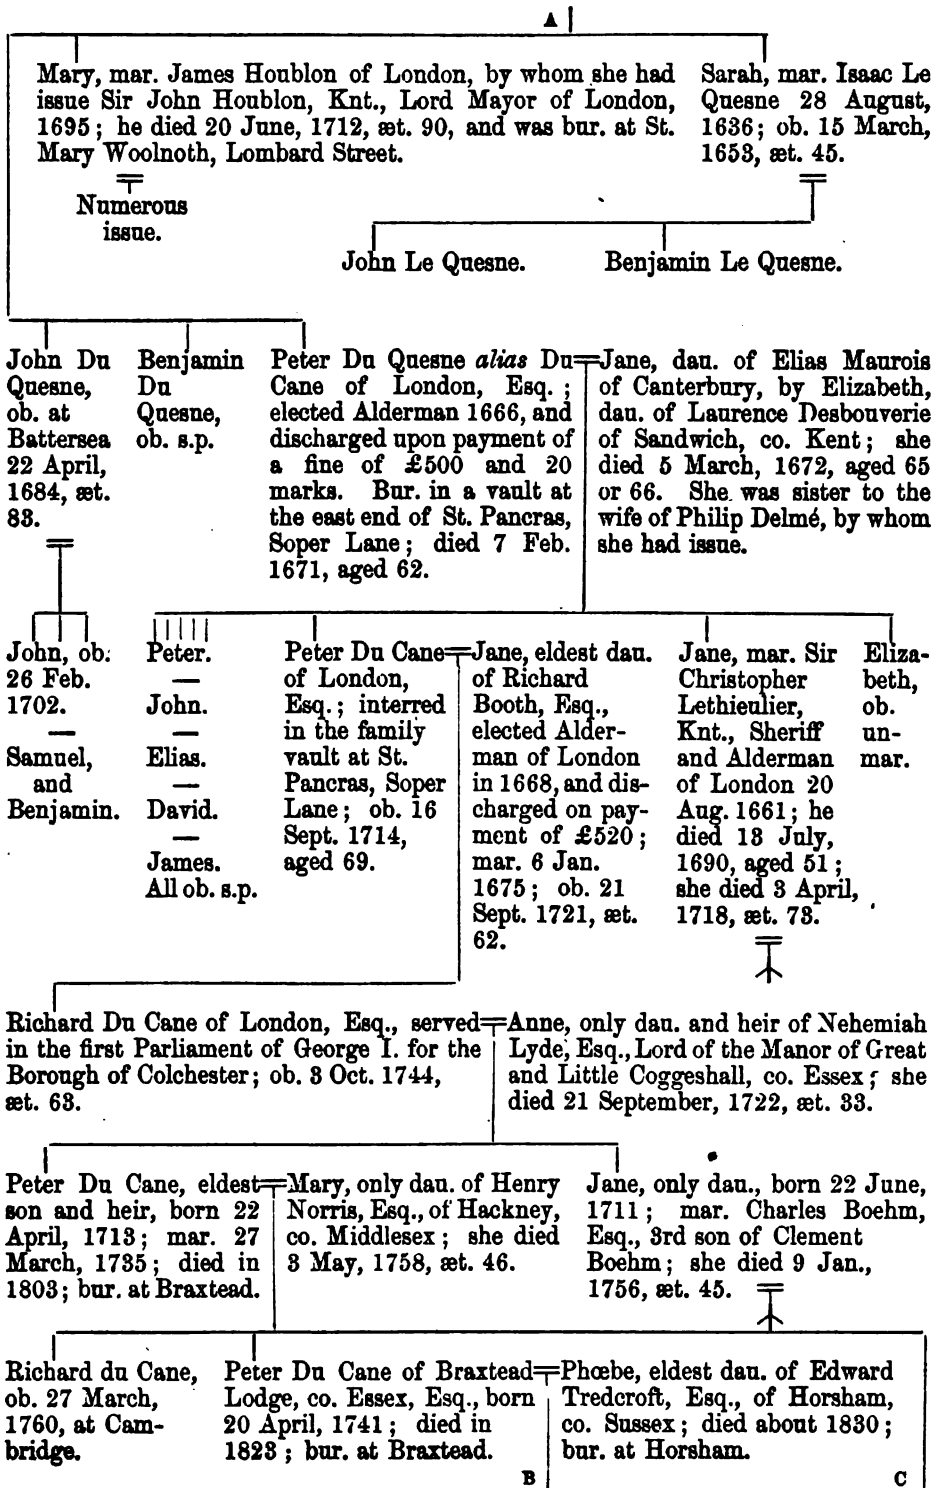 A
Mary, mar. James Houblon of London, by whom she had
issue Sir John Houblon, Knt., Lord Mayor of London,
1695; he died 20 June, 1712, æt. 90, and was bur. at St.
Mary Woolnoth, Lombard Street.
Numerous
issue.
Sarah, mar. Isaac Le
Quesne 28 August,
1636; ob. 15 March,
1653, æt. 45.
John Le Quesne.
Benjamin Le Quesne.
John Du
Quesne,
ob. at
Battersea
22 April,
1684, æt.
83.
Benjamin
Du
Quesne,
ob. s.p.
Peter Du Quesne alias Du
Cane of London, Esq.;
elected Alderman 1666, and
discharged upon payment of
a fine of £500 and 20
marks. Bur. in a vault at
the east end of St. Pancras,
Soper Lane; died 7 Feb.
1671, aged 62.
Jane, dau. of Elias Maurois
of Canterbury, by Elizabeth,
dau. of Laurence Desbouverie
of Sandwich, co. Kent; she
died 5 March, 1672, aged 65
or 66. She was sister to the
wife of Philip Delmé, by whom
she had issue.
John, ob.
26 Feb.
1702.
—
Samuel,
and
Benjamin.
Peter.
—
John.
—
Elias.
—
David.
—
James.
All ob. s.p.
Peter Du Cane
of London,
Esq.; interred
in the family
vault at St.
Pancras, Soper
Lane; ob. 16
Sept. 1714,
aged 69.
Jane, eldest dau.
of Richard
Booth, Esq.,
elected Alder-
man of London
in 1668, and dis-
charged on pay-
ment of £520;
mar. 6 Jan.
1675; ob. 21
Sept. 1721, æt.
62.
Jane, mar. Sir
Christopher
Lethieulier,
Knt., Sheriff
and Alderman
of London 20
Aug. 1661; he
died 13 July,
1690, aged 51;
she died 3 April,
1718, æt. 73.
Eliza-
beth,
ob.
un-
mar.
Richard Du Cane of London, Esq., served
in the first Parliament of George I. for the
Borough of Colchester; ob. 3 Oct. 1744,
æt. 63.
Anne, only dau. and heir of Nehemiah
Lyde, Esq., Lord of the Manor of Great
and Little Coggeshall, co. Essex; she
died 21 September, 1722, æt. 33.
Peter Du Cane, eldest
son and heir, born 22
April, 1713; mar. 27
March, 1735; died in
1803; bur. at Braxtead.
Mary, only dau. of Henry
Norris, Esq., of Hackney,
co. Middlesex; she died
3 May, 1758, æt. 46.
Jane, only dau., born 22 June,
1711; mar. Charles Boehm,
Esq., 3rd son of Clement
Boehm; she died 9 Jan.,
1756, æt. 45.
Richard du Cane,
ob. 27 March,
1760, at Cam-
bridge.
Peter Du Cane of Braxtead
Lodge, co. Essex, Esq., born
20 April, 1741; died in
1823; bur. at Braxtead.
Phœbe, eldest dau. of Edward
Tredcroft, Esq., of Horsham,
co. Sussex; died about 1830;
bur. at Horsham.
B
C